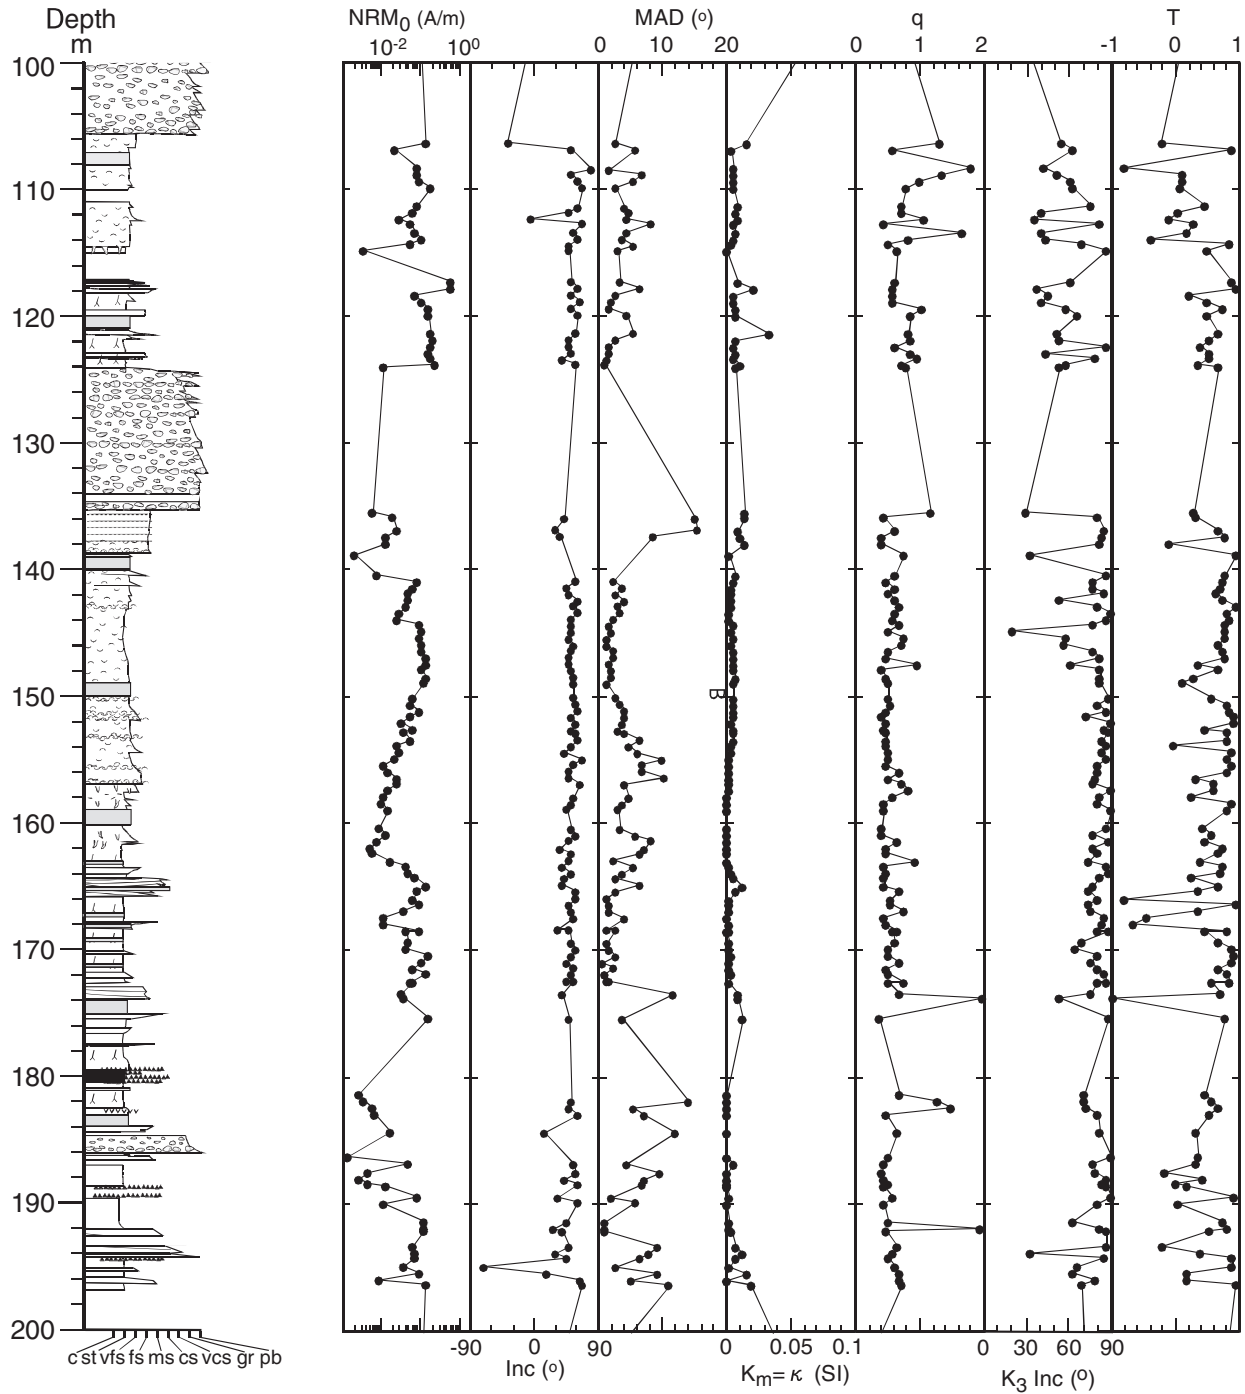 Depth
m
NRM₀ (A/m)
10⁻² 10⁰
MAD (º)
0 10 20
q
0 1 2
T
-1 0 1
100
110
120
130
140
150
160
170
180
190
200
B
c st vfs fs ms cs vcs gr pb
-90 0 90
Inc (º)
0 0.05 0.1
Kₘ= κ (SI)
0 30 60 90
K₃ Inc (º)